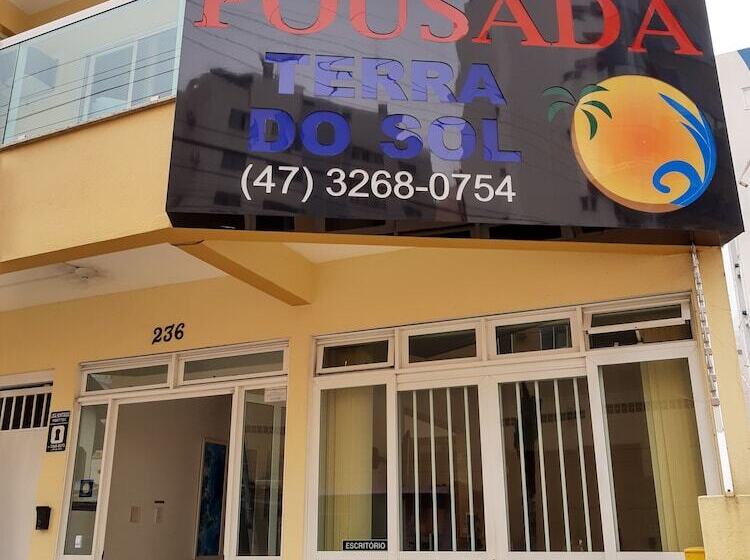 POUSADA
TERRA
DO SOL
(47) 3268-0754
236
ESCRITÓRIO